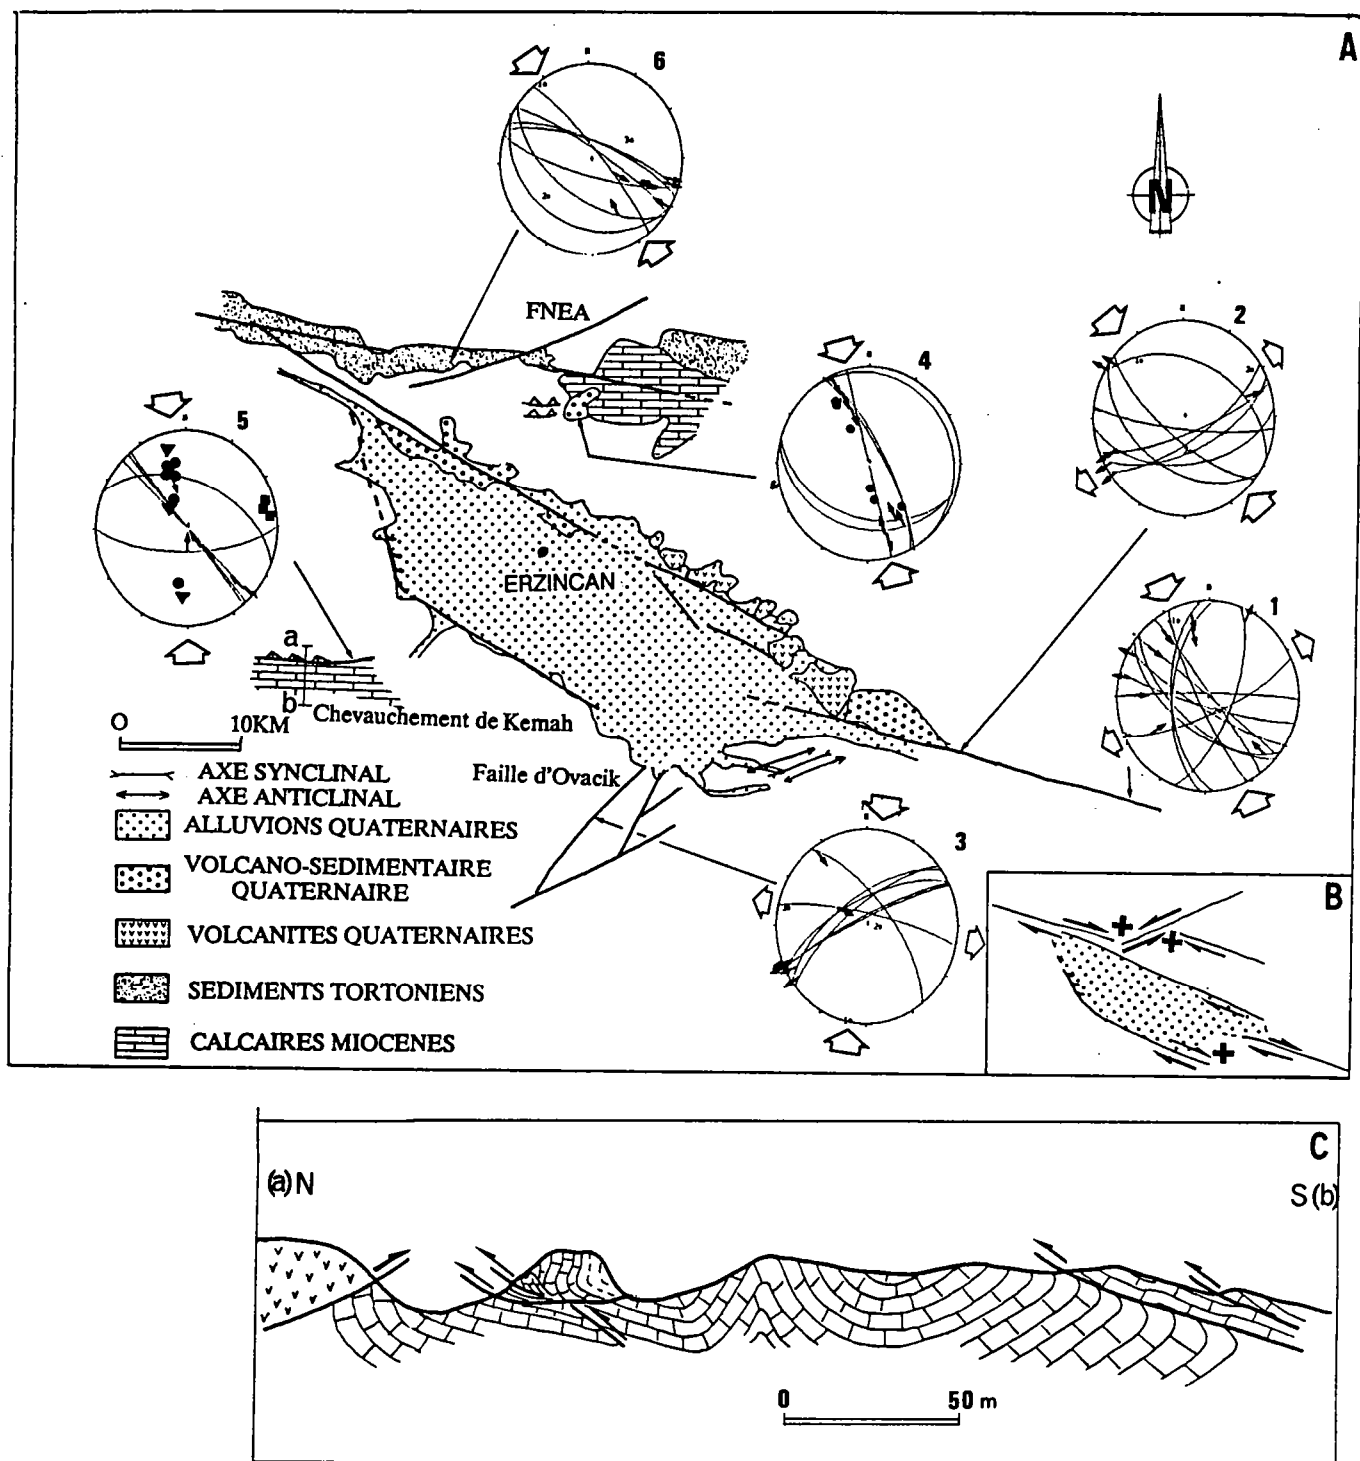 A
6
N
FNEA
2
4
5
ERZINCAN
1
a
b
Chevauchement de Kemah
O 10KM
Faille d'Ovacik
AXE SYNCLINAL
AXE ANTICLINAL
ALLUVIONS QUATERNAIRES
VOLCANO-SEDIMENTAIRE
QUATERNAIRE
VOLCANITES QUATERNAIRES
SEDIMENTS TORTONIENS
CALCAIRES MIOCENES
3
B
C
(a) N
S (b)
0 50 m